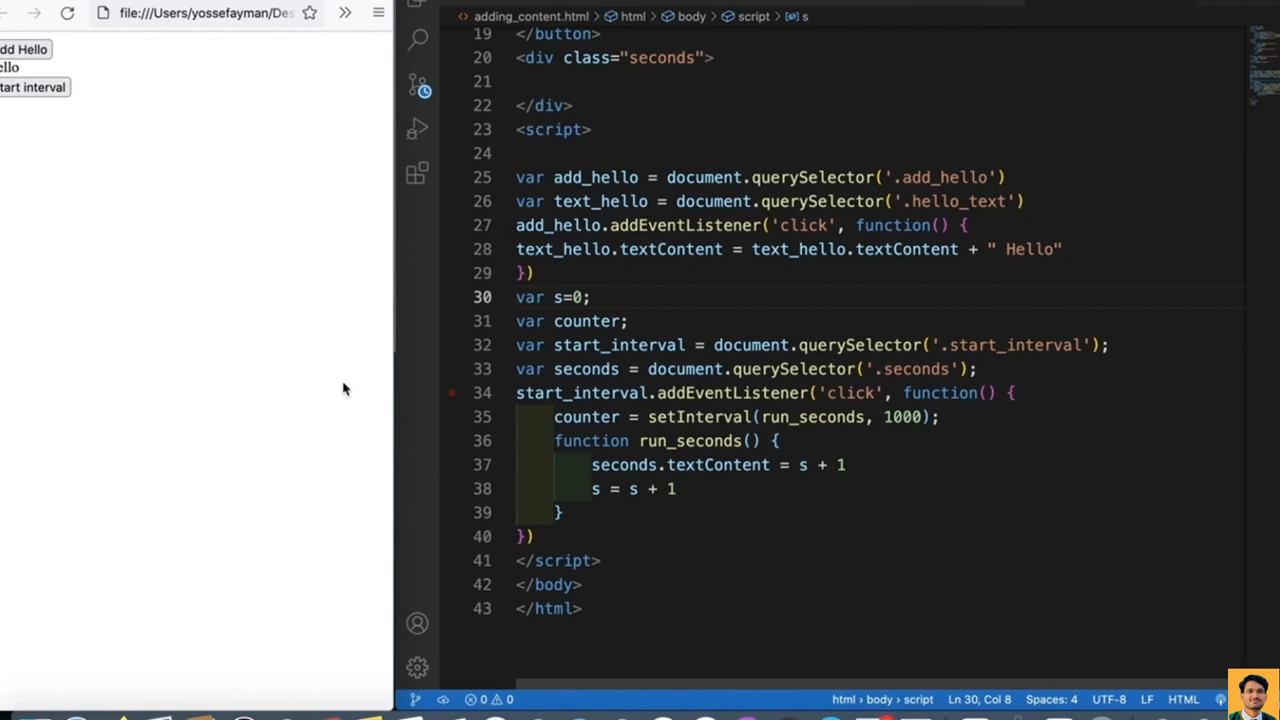 file:///Users/yossefayman/Des
dd Hello
ello
tart interval
adding_content.html > html > body > script > s
19 </button>
20 <div class="seconds">
21
22 </div>
23 <script>
24
25 var add_hello = document.querySelector('.add_hello')
26 var text_hello = document.querySelector('.hello_text')
27 add_hello.addEventListener('click', function() {
28 text_hello.textContent = text_hello.textContent + " Hello"
29 })
30 var s=0;
31 var counter;
32 var start_interval = document.querySelector('.start_interval');
33 var seconds = document.querySelector('.seconds');
34 start_interval.addEventListener('click', function() {
35 counter = setInterval(run_seconds, 1000);
36 function run_seconds() {
37 seconds.textContent = s + 1
38 s = s + 1
39 }
40 })
41 </script>
42 </body>
43 </html>
0 0 html > body > script Ln 30, Col 8 Spaces: 4 UTF-8 LF HTML